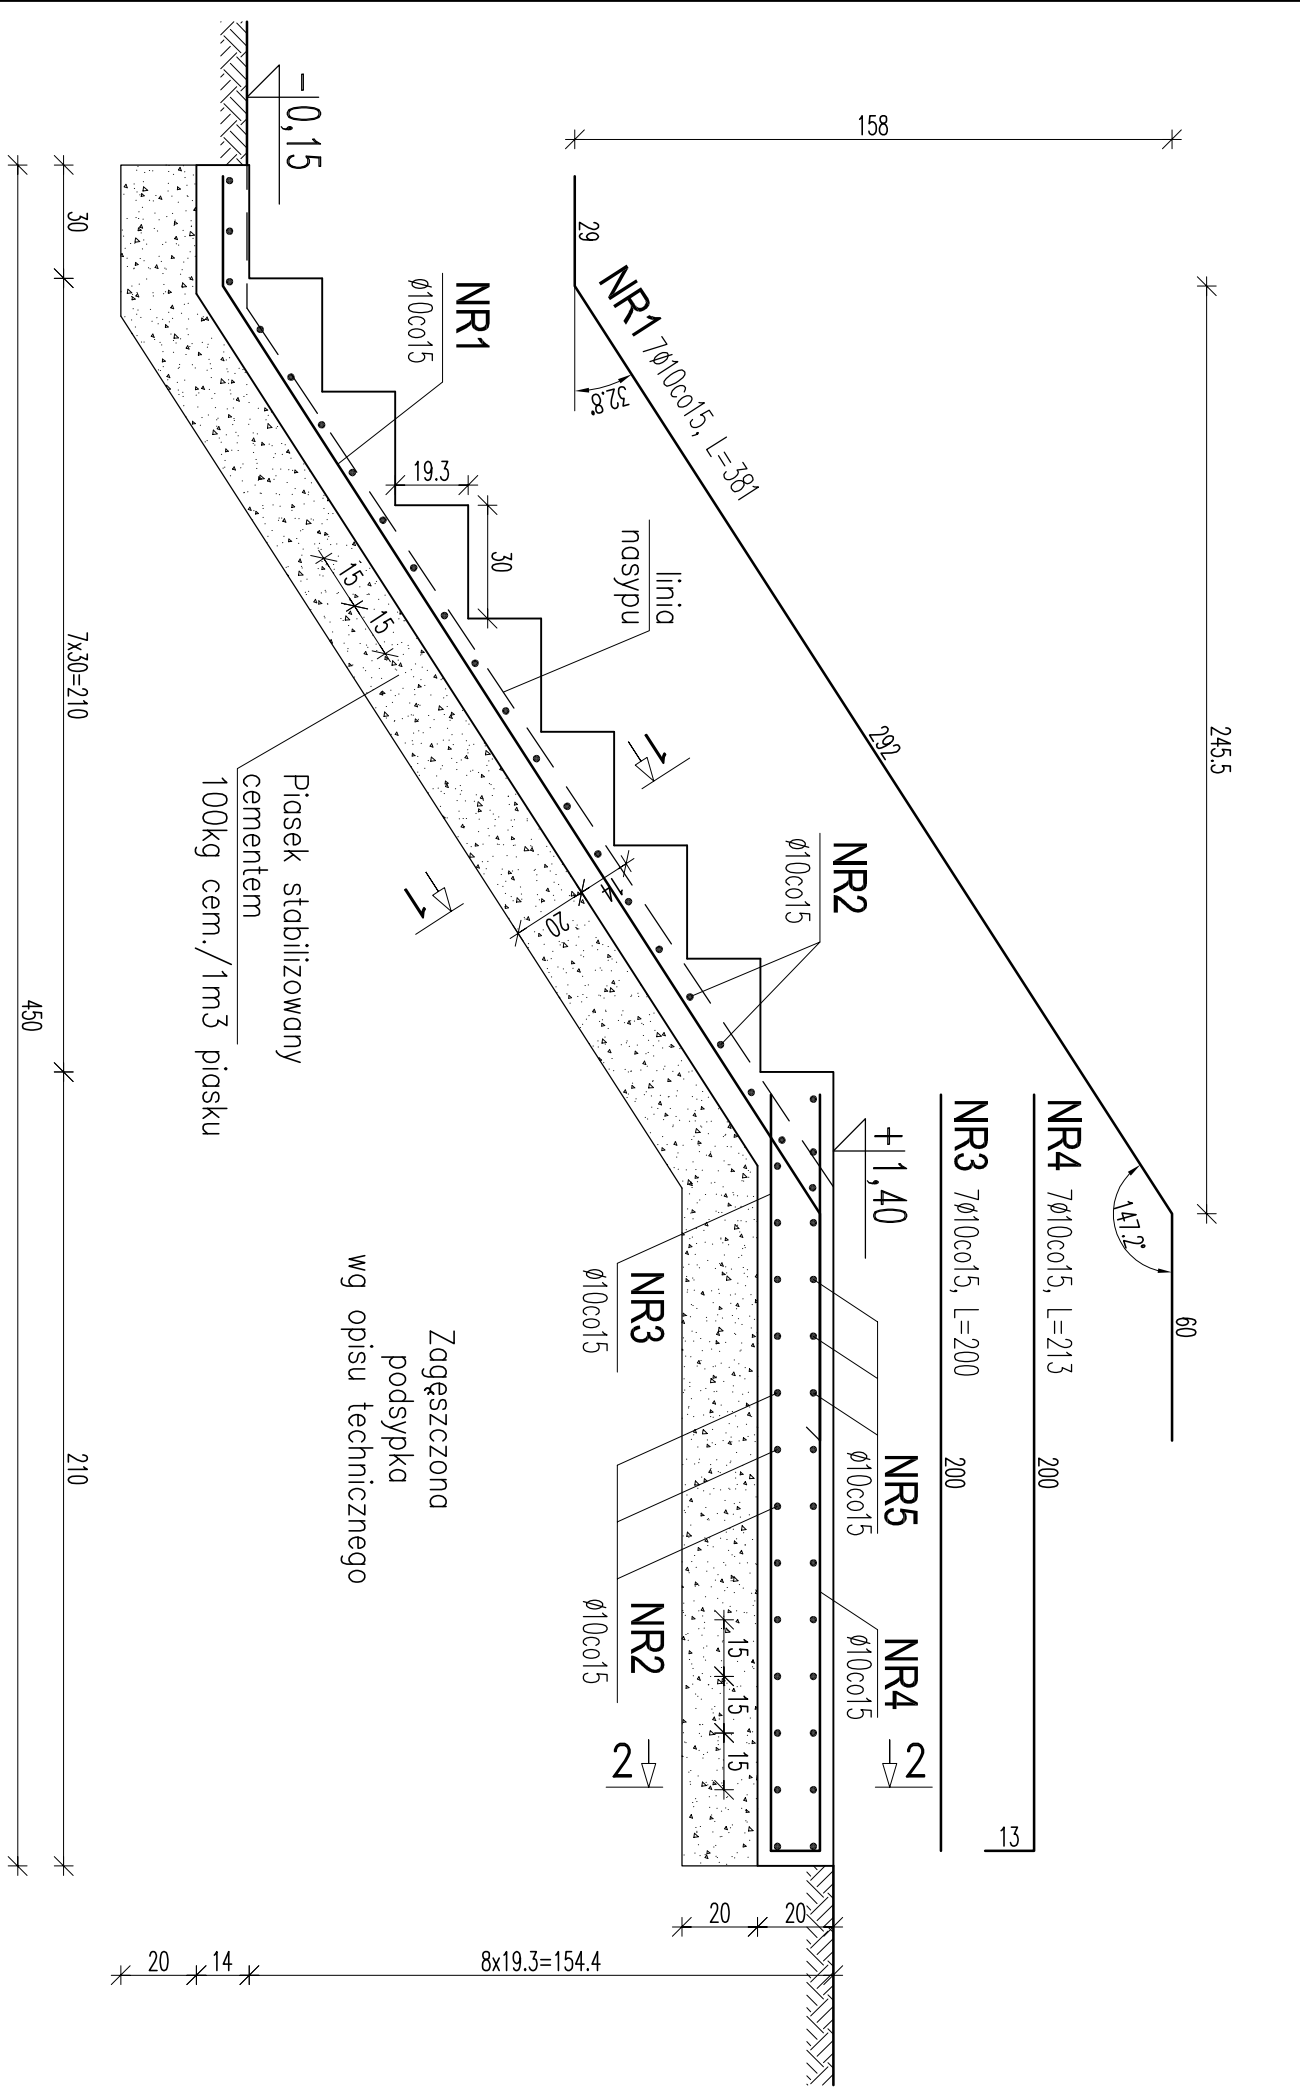 158
245.5
29
NR1 7ø10co15, L=381
32.8°
292
147.2°
60
NR4 7ø10co15, L=213
200
13
NR3 7ø10co15, L=200
200
- 0,15
+ 1,40
NR1
ø10co15
19.3
30
linia
nasypu
1
1
NR2
ø10co15
14
20
15
15
NR5
ø10co15
NR4
ø10co15
2
2
NR3
ø10co15
NR2
ø10co15
15
15
15
Piasek stabilizowany
cementem
100kg cem./1m3 piasku
Zagęszczona
podsypka
wg opisu technicznego
20
20
20
14
8x19.3=154.4
30
7x30=210
210
450